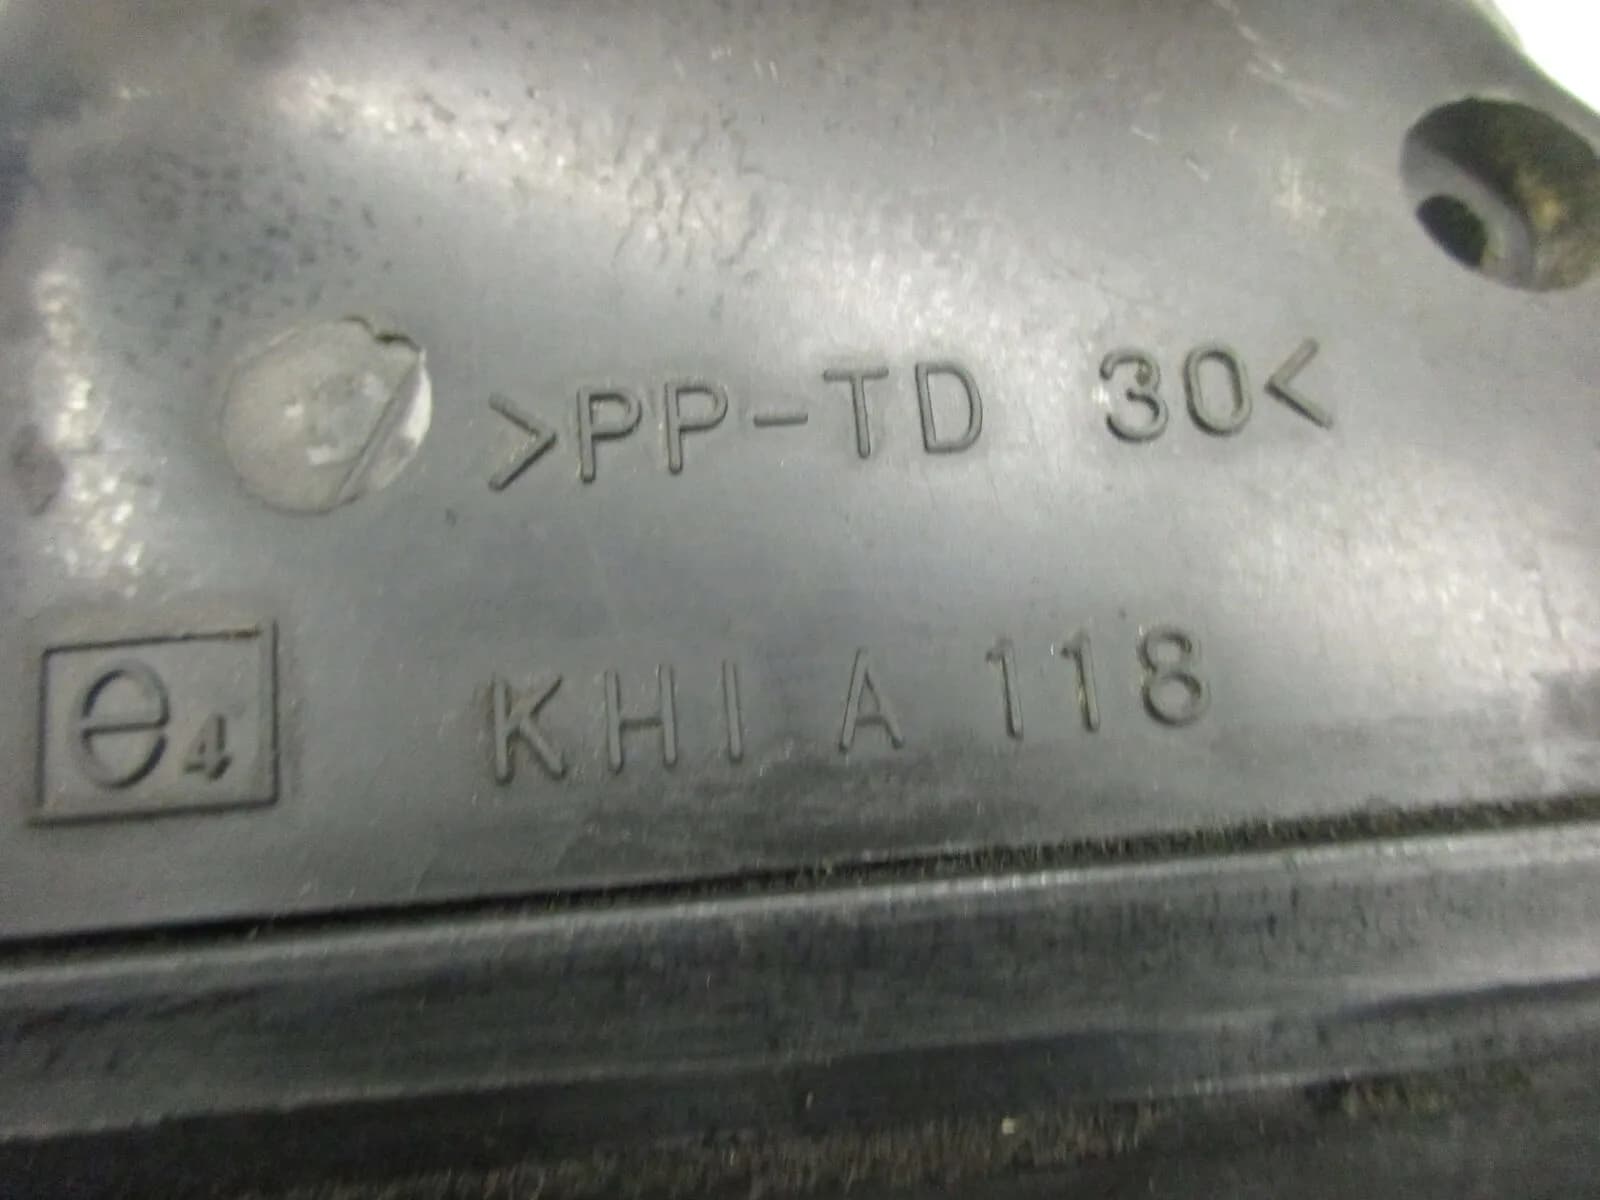 >PP-TD 30<
e4 KHI A 118